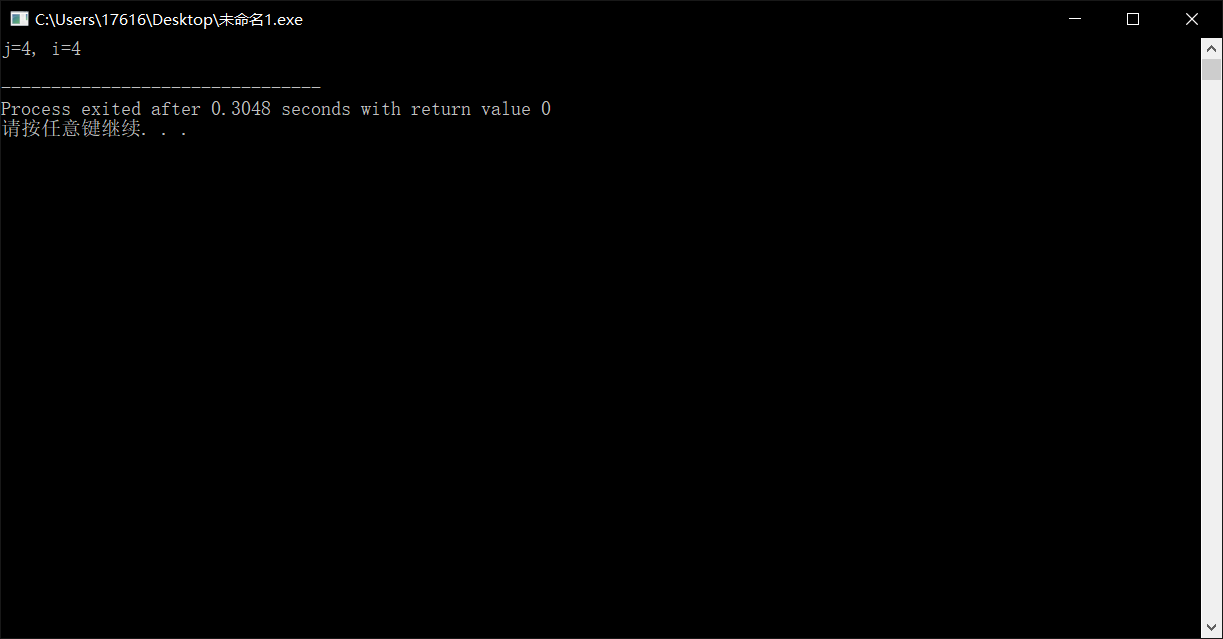 C:\Users\17616\Desktop\未命名1.exe
j=4, i=4
--------------------------------
Process exited after 0.3048 seconds with return value 0
请按任意键继续. . .